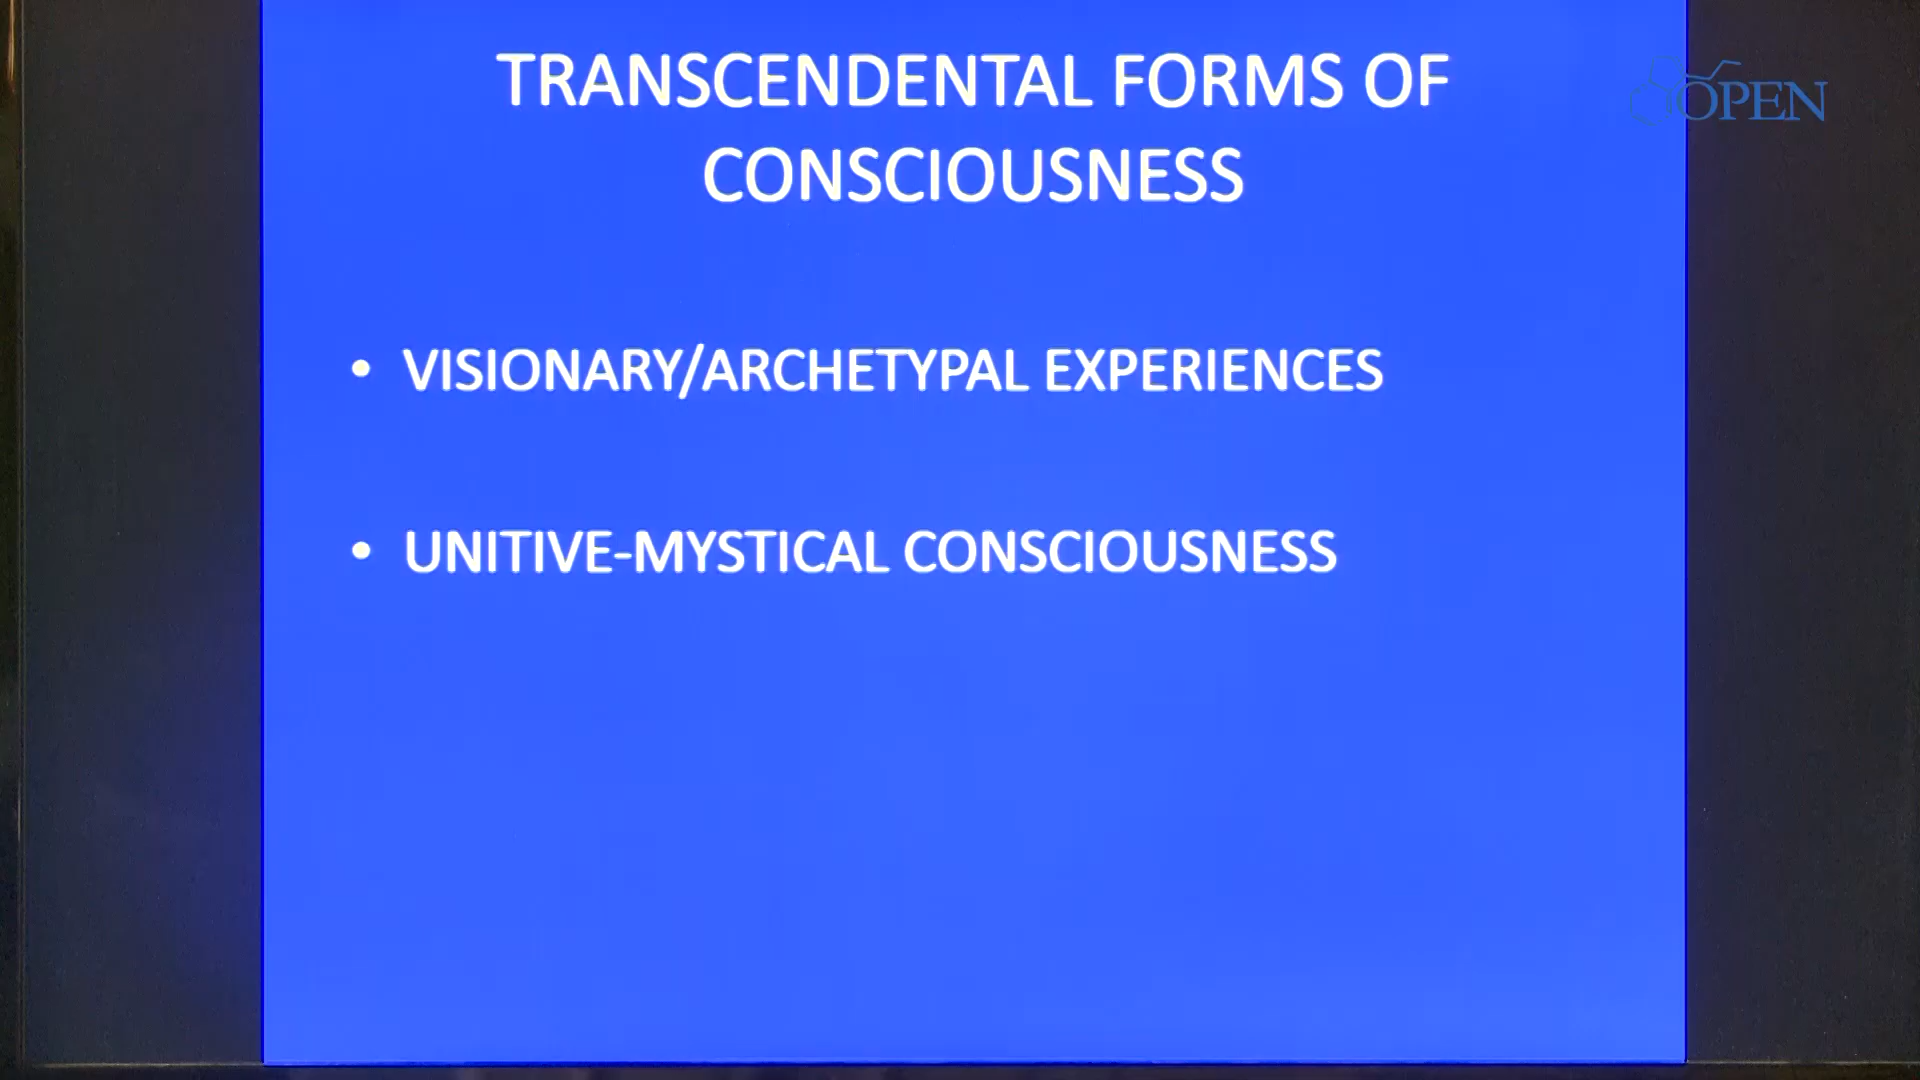 TRANSCENDENTAL FORMS OF
CONSCIOUSNESS
OPEN
• VISIONARY/ARCHETYPAL EXPERIENCES
• UNITIVE-MYSTICAL CONSCIOUSNESS